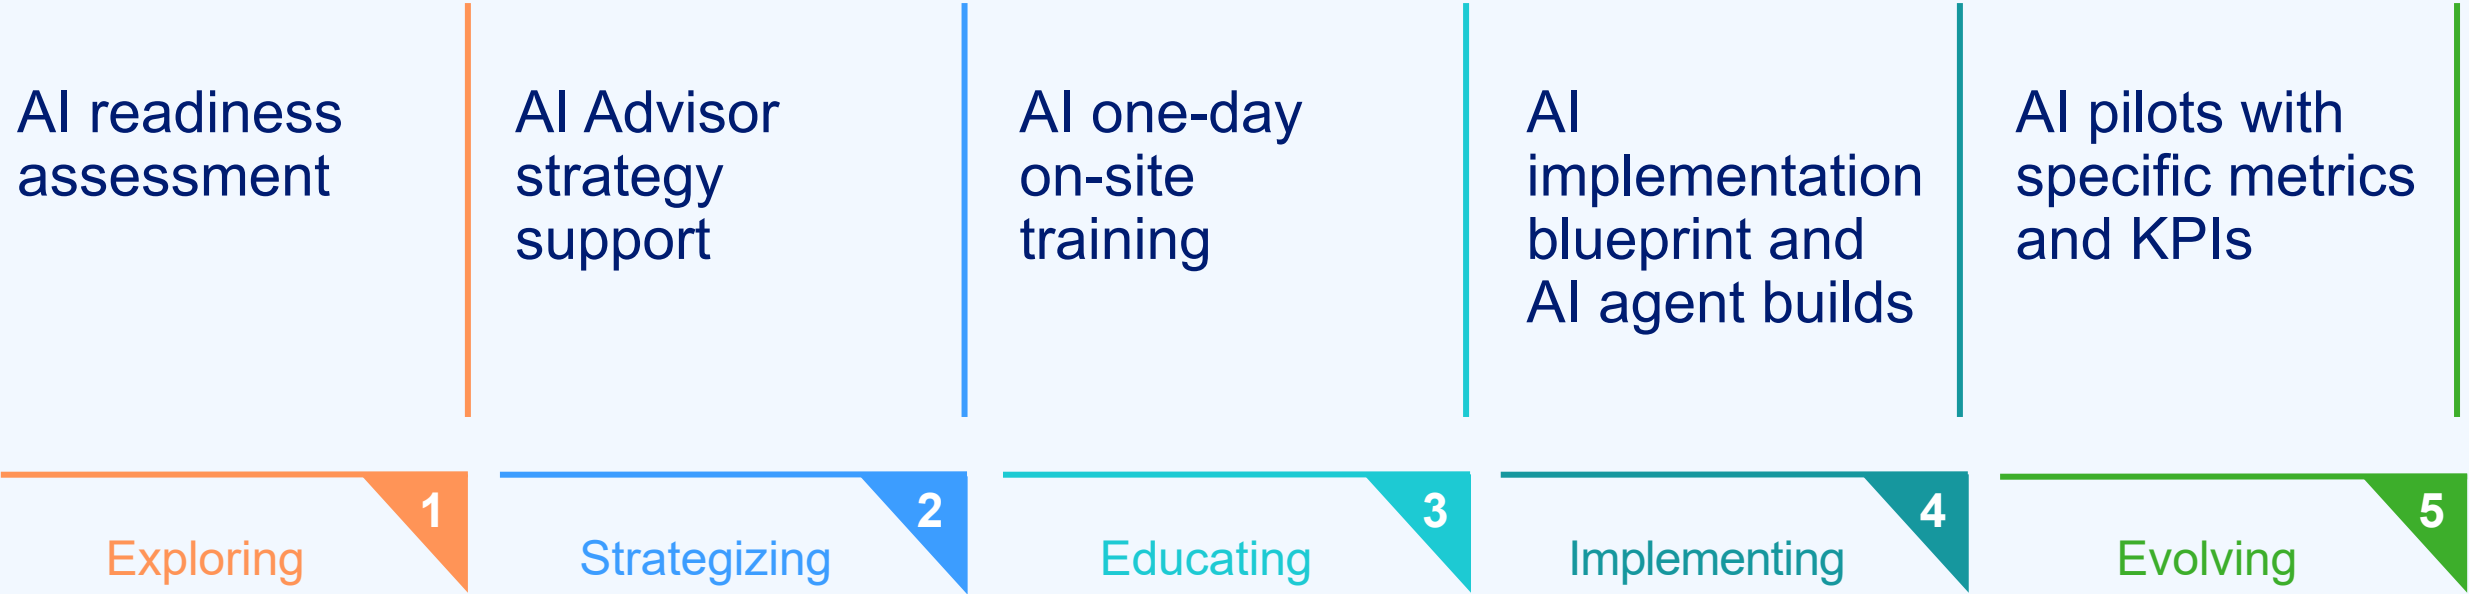 AI readiness
assessment
AI Advisor
strategy
support
AI one-day
on-site
training
AI
implementation
blueprint and
AI agent builds
AI pilots with
specific metrics
and KPIs
1
Exploring
2
Strategizing
3
Educating
4
Implementing
5
Evolving